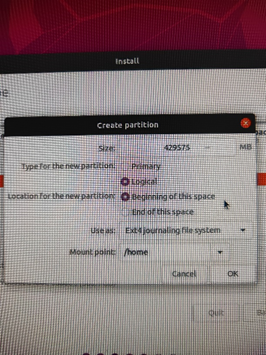 Install
Create partition
Size: 429575 MB
Type for the new partition: Primary
Logical
Location for the new partition: Beginning of this space
End of this space
Use as: Ext4 journaling file system
Mount point: /home
Cancel OK
Quit